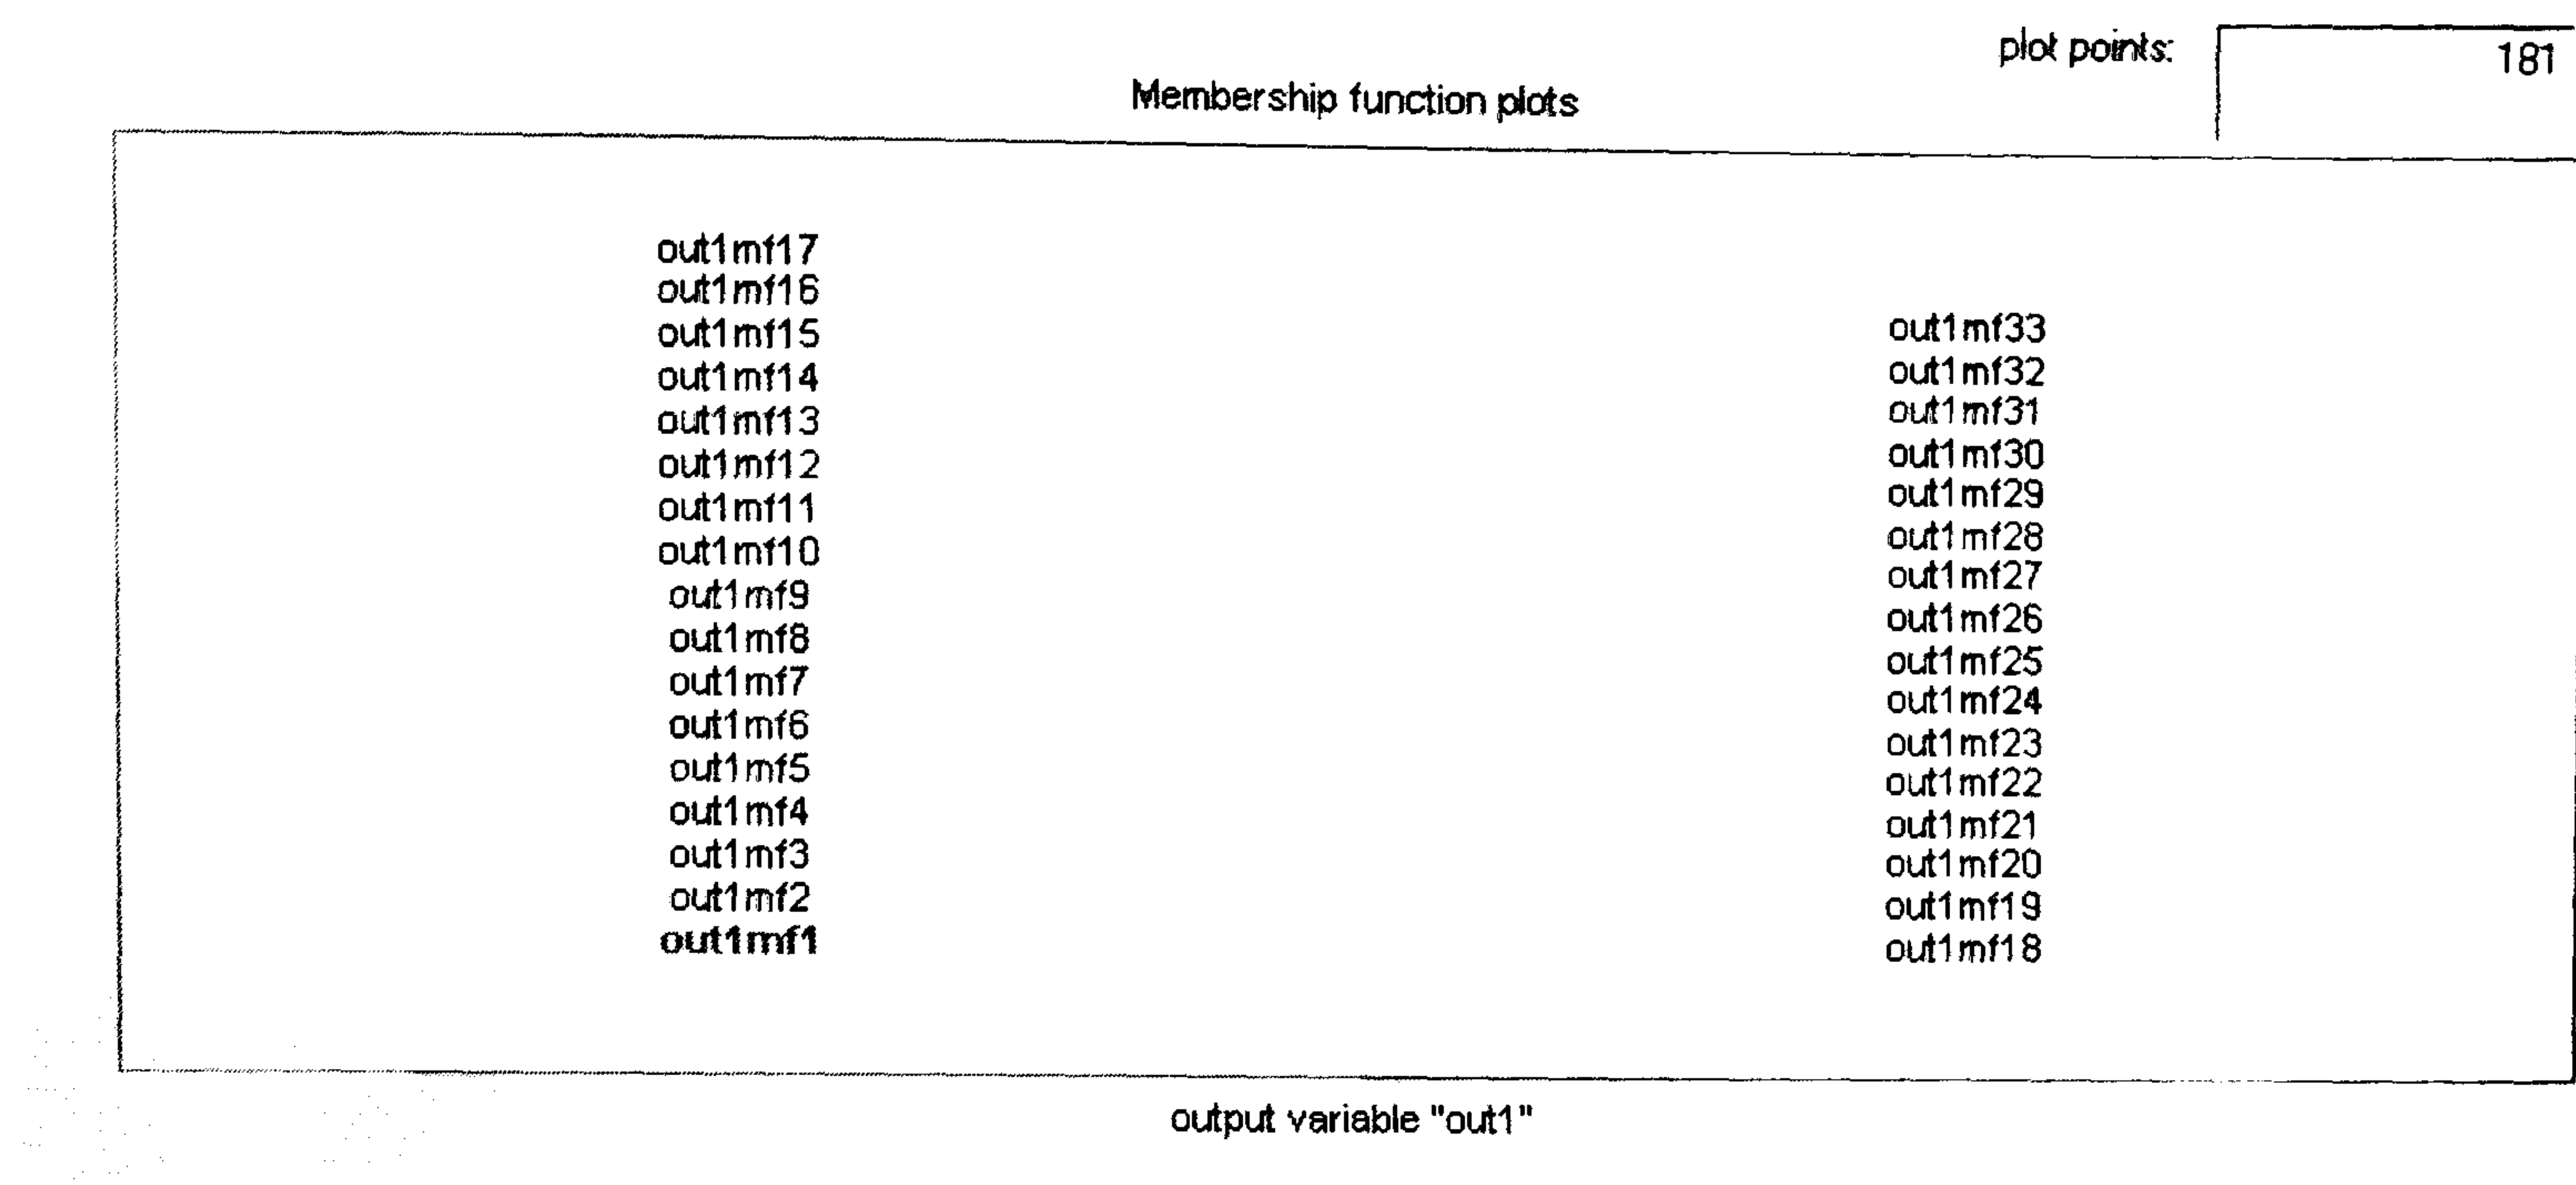 plot points: 181
Membership function plots
out1mf17
out1mf16
out1mf15
out1mf14
out1mf13
out1mf12
out1mf11
out1mf10
out1mf9
out1mf8
out1mf7
out1mf6
out1mf5
out1mf4
out1mf3
out1mf2
out1mf1
out1mf33
out1mf32
out1mf31
out1mf30
out1mf29
out1mf28
out1mf27
out1mf26
out1mf25
out1mf24
out1mf23
out1mf22
out1mf21
out1mf20
out1mf19
out1mf18
output variable "out1"